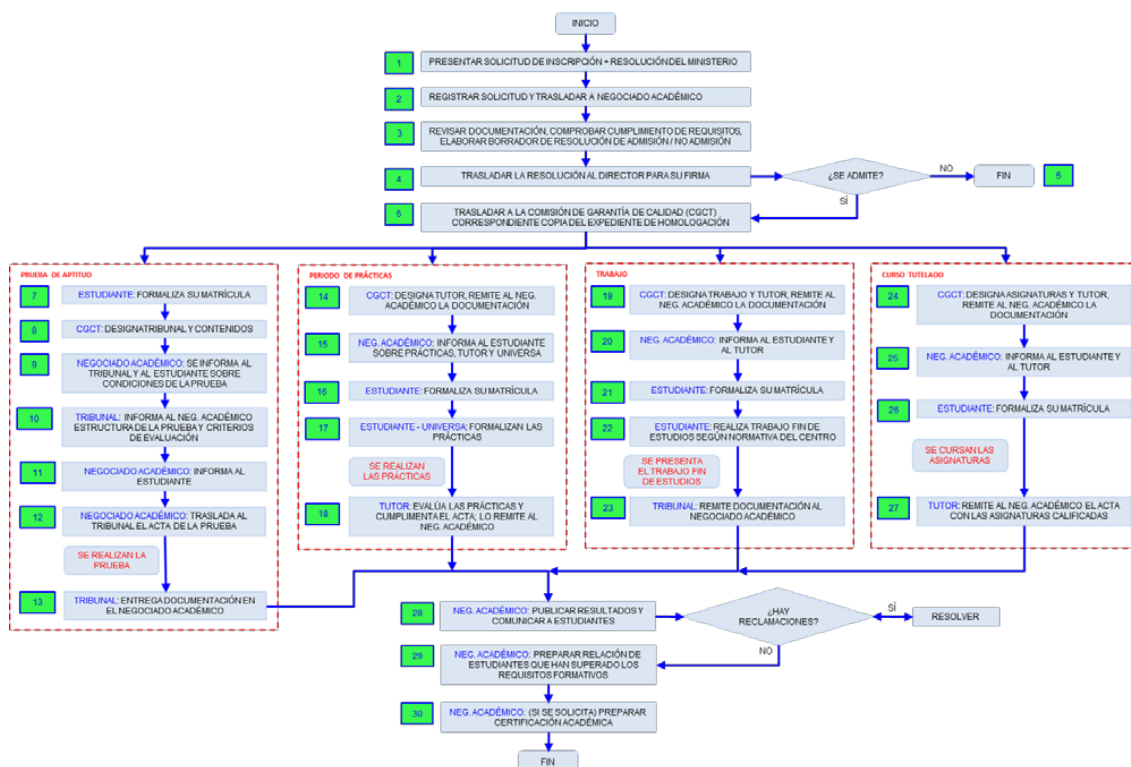 INICIO
1
PRESENTAR SOLICITUD DE INSCRIPCIÓN + RESOLUCIÓN DEL MINISTERIO
2
REGISTRAR SOLICITUD Y TRASLADAR A NEGOCIADO ACADÉMICO
3
REVISAR DOCUMENTACIÓN, COMPROBAR CUMPLIMIENTO DE REQUISITOS,
ELABORAR BORRADOR DE RESOLUCIÓN DE ADMISIÓN / NO ADMISIÓN
4
TRASLADAR LA RESOLUCIÓN AL DIRECTOR PARA SU FIRMA
¿SE ADMITE?
NO
FIN
5
SÍ
6
TRASLADAR A LA COMISIÓN DE GARANTÍA DE CALIDAD (CGCT)
CORRESPONDIENTE COPIA DEL EXPEDIENTE DE HOMOLOGACIÓN
PRUEBA DE APTITUD
7
ESTUDIANTE: FORMALIZA SU MATRÍCULA
8
CGCT: DESIGNA TRIBUNAL Y CONTENIDOS
9
NEGOCIADO ACADÉMICO: SE INFORMA AL
TRIBUNAL Y AL ESTUDIANTE SOBRE
CONDICIONES DE LA PRUEBA
10
TRIBUNAL: INFORMA AL NEG. ACADÉMICO
ESTRUCTURA DE LA PRUEBA Y CRITERIOS DE
EVALUACIÓN
11
NEGOCIADO ACADÉMICO: INFORMA AL
ESTUDIANTE
12
NEGOCIADO ACADÉMICO: TRASLADA AL
TRIBUNAL EL ACTA DE LA PRUEBA
SE REALIZAN LA
PRUEBA
13
TRIBUNAL: ENTREGA DOCUMENTACIÓN EN
EL NEGOCIADO ACADÉMICO
PERIODO DE PRÁCTICAS
14
CGCT: DESIGNA TUTOR, REMITE AL NEG.
ACADÉMICO LA DOCUMENTACIÓN
15
NEG. ACADÉMICO: INFORMA AL ESTUDIANTE
SOBRE PRÁCTICAS, TUTOR Y UNIVERSA
16
ESTUDIANTE: FORMALIZA SU MATRÍCULA
17
ESTUDIANTE - UNIVERSA: FORMALIZAN LAS
PRÁCTICAS
SE REALIZAN
LAS PRÁCTICAS
18
TUTOR: EVALÚA LAS PRÁCTICAS Y
CUMPLIMENTA EL ACTA; LO REMITE AL
NEG. ACADÉMICO
TRABAJO
19
CGCT: DESIGNA TRABAJO Y TUTOR, REMITE
AL NEG. ACADÉMICO LA DOCUMENTACIÓN
20
NEG. ACADÉMICO: INFORMA AL ESTUDIANTE Y
AL TUTOR
21
ESTUDIANTE: FORMALIZA SU MATRÍCULA
22
ESTUDIANTE: REALIZA TRABAJO FIN DE
ESTUDIOS SEGÚN NORMATIVA DEL CENTRO
SE PRESENTA
EL TRABAJO FIN
DE ESTUDIOS
23
TRIBUNAL: REMITE DOCUMENTACIÓN AL
NEGOCIADO ACADÉMICO
CURSO TUTELADO
24
CGCT: DESIGNA ASIGNATURAS Y TUTOR,
REMITE AL NEG. ACADÉMICO LA
DOCUMENTACIÓN
25
NEG. ACADÉMICO: INFORMA AL ESTUDIANTE Y
AL TUTOR
26
ESTUDIANTE: FORMALIZA SU MATRÍCULA
SE CURSAN LAS
ASIGNATURAS
27
TUTOR: REMITE AL NEG. ACADÉMICO EL ACTA
CON LAS ASIGNATURAS CALIFICADAS
28
NEG. ACADÉMICO: PUBLICAR RESULTADOS Y
COMUNICAR A ESTUDIANTES
¿HAY
RECLAMACIONES?
SÍ
RESOLVER
NO
29
NEG. ACADÉMICO: PREPARAR RELACIÓN DE
ESTUDIANTES QUE HAN SUPERADO LOS
REQUISITOS FORMATIVOS
30
NEG. ACADÉMICO: (SI SE SOLICITA) PREPARAR
CERTIFICACIÓN ACADÉMICA
FIN